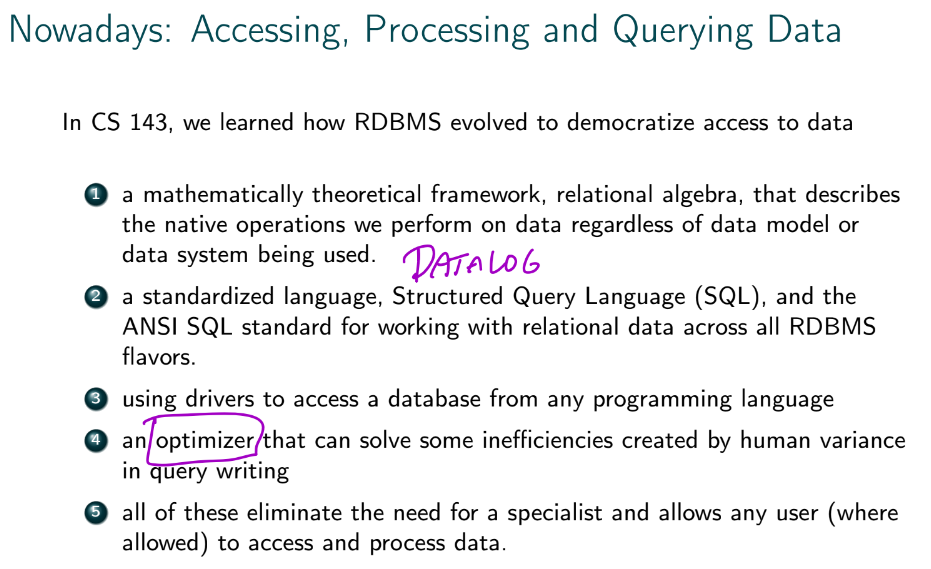 Nowadays: Accessing, Processing and Querying Data
In CS 143, we learned how RDBMS evolved to democratize access to data
1 a mathematically theoretical framework, relational algebra, that describes
the native operations we perform on data regardless of data model or
data system being used. DATALOG
2 a standardized language, Structured Query Language (SQL), and the
ANSI SQL standard for working with relational data across all RDBMS
flavors.
3 using drivers to access a database from any programming language
4 an optimizer that can solve some inefficiencies created by human variance
in query writing
5 all of these eliminate the need for a specialist and allows any user (where
allowed) to access and process data.